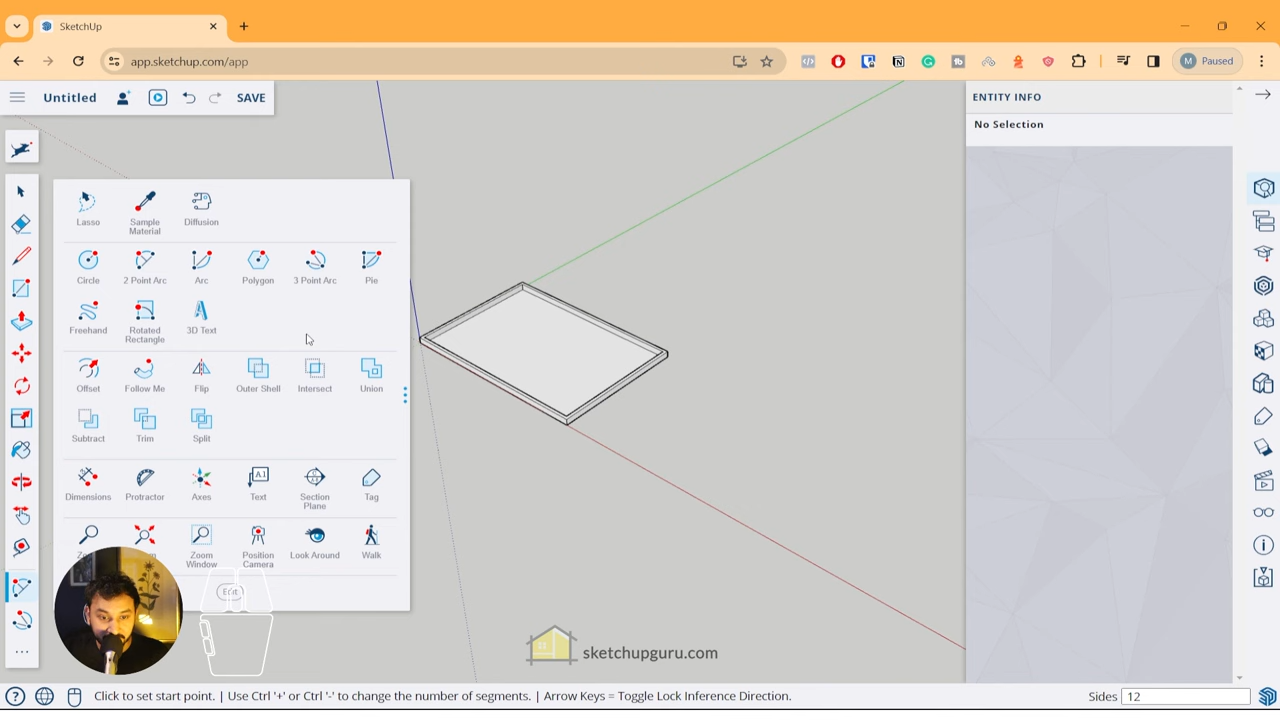 SketchUp
app.sketchup.com/app
M Paused
Untitled
SAVE
ENTITY INFO
No Selection
Lasso
Sample Material
Diffusion
Circle
2 Point Arc
Arc
Polygon
3 Point Arc
Pie
Freehand
Rotated Rectangle
3D Text
Offset
Follow Me
Flip
Outer Shell
Intersect
Union
Subtract
Trim
Split
A1
Dimensions
Protractor
Axes
Text
Section Plane
Tag
Zoom Window
Position Camera
Look Around
Walk
Edit
sketchupguru.com
Click to set start point. | Use Ctrl '+' or Ctrl '-' to change the number of segments. | Arrow Keys = Toggle Lock Inference Direction.
Sides 12